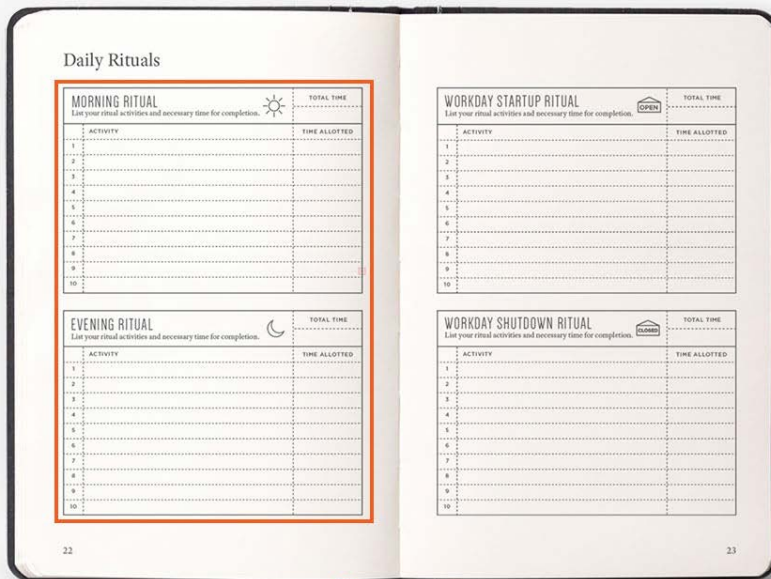 Daily Rituals
MORNING RITUAL
List your ritual activities and necessary time for completion.
TOTAL TIME
ACTIVITY TIME ALLOTTED
1
2
3
4
5
6
7
8
9
10
EVENING RITUAL
List your ritual activities and necessary time for completion.
TOTAL TIME
ACTIVITY TIME ALLOTTED
1
2
3
4
5
6
7
8
9
10
22
WORKDAY STARTUP RITUAL
List your ritual activities and necessary time for completion.
OPEN
TOTAL TIME
ACTIVITY TIME ALLOTTED
1
2
3
4
5
6
7
8
9
10
WORKDAY SHUTDOWN RITUAL
List your ritual activities and necessary time for completion.
CLOSED
TOTAL TIME
ACTIVITY TIME ALLOTTED
1
2
3
4
5
6
7
8
9
10
23